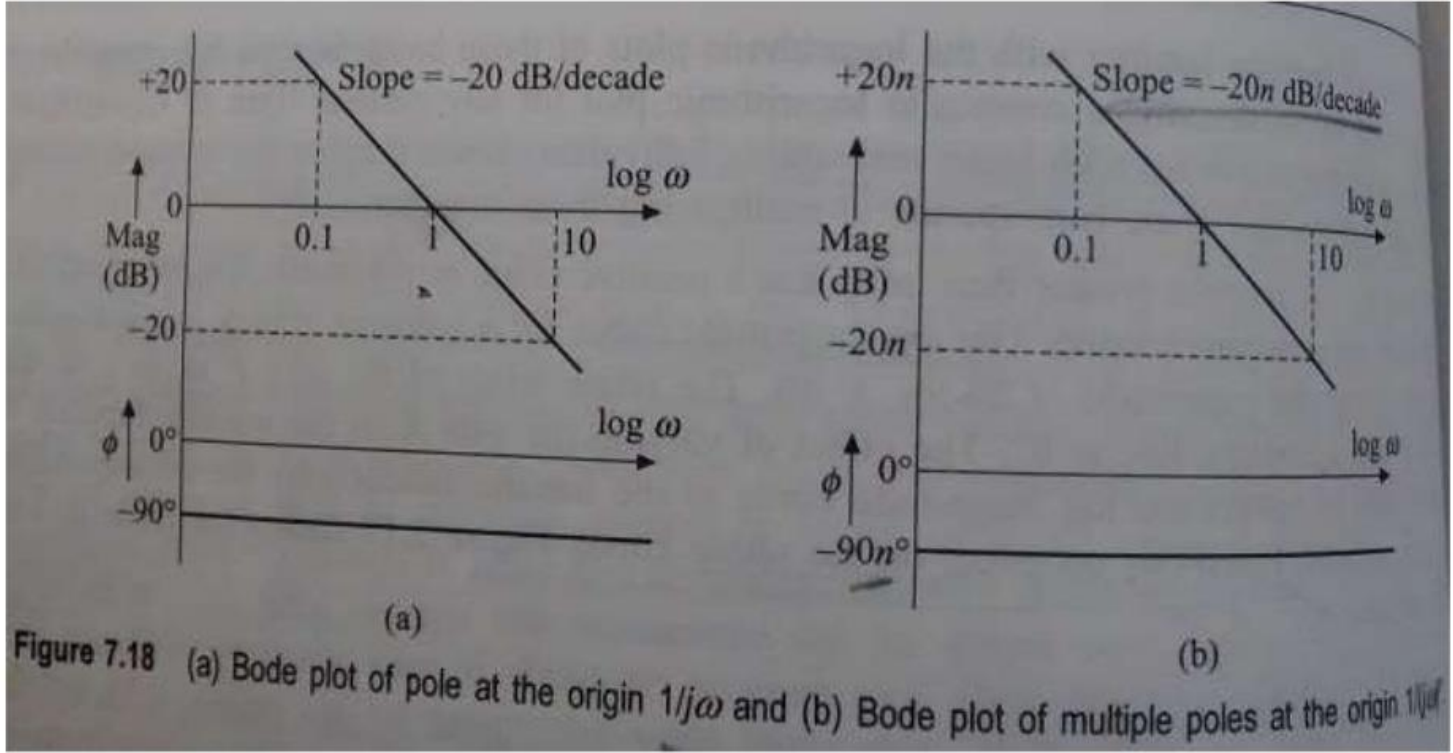 +20
Slope = –20 dB/decade
log ω
0
0.1
1
10
Mag
(dB)
–20
log ω
ϕ
0°
–90°
(a)
+20n
Slope = –20n dB/decade
log ω
0
0.1
1
10
Mag
(dB)
–20n
log ω
ϕ
0°
–90n°
(b)
Figure 7.18 (a) Bode plot of pole at the origin 1/jω and (b) Bode plot of multiple poles at the origin